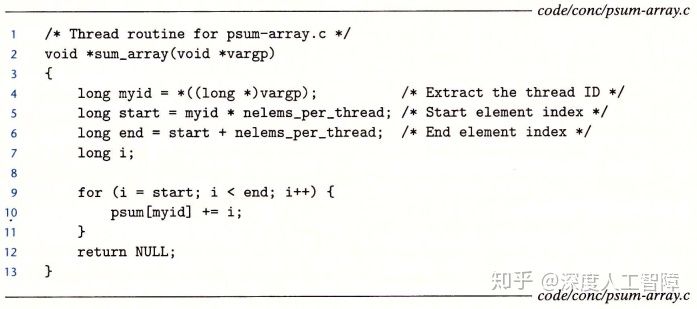 code/conc/psum-array.c
1 /* Thread routine for psum-array.c */
2 void *sum_array(void *vargp)
3 {
4 long myid = *((long *)vargp); /* Extract the thread ID */
5 long start = myid * nelems_per_thread; /* Start element index */
6 long end = start + nelems_per_thread; /* End element index */
7 long i;
8
9 for (i = start; i < end; i++) {
10 psum[myid] += i;
11 }
12 return NULL;
13 }
知乎 @深度人工智障
code/conc/psum-array.c